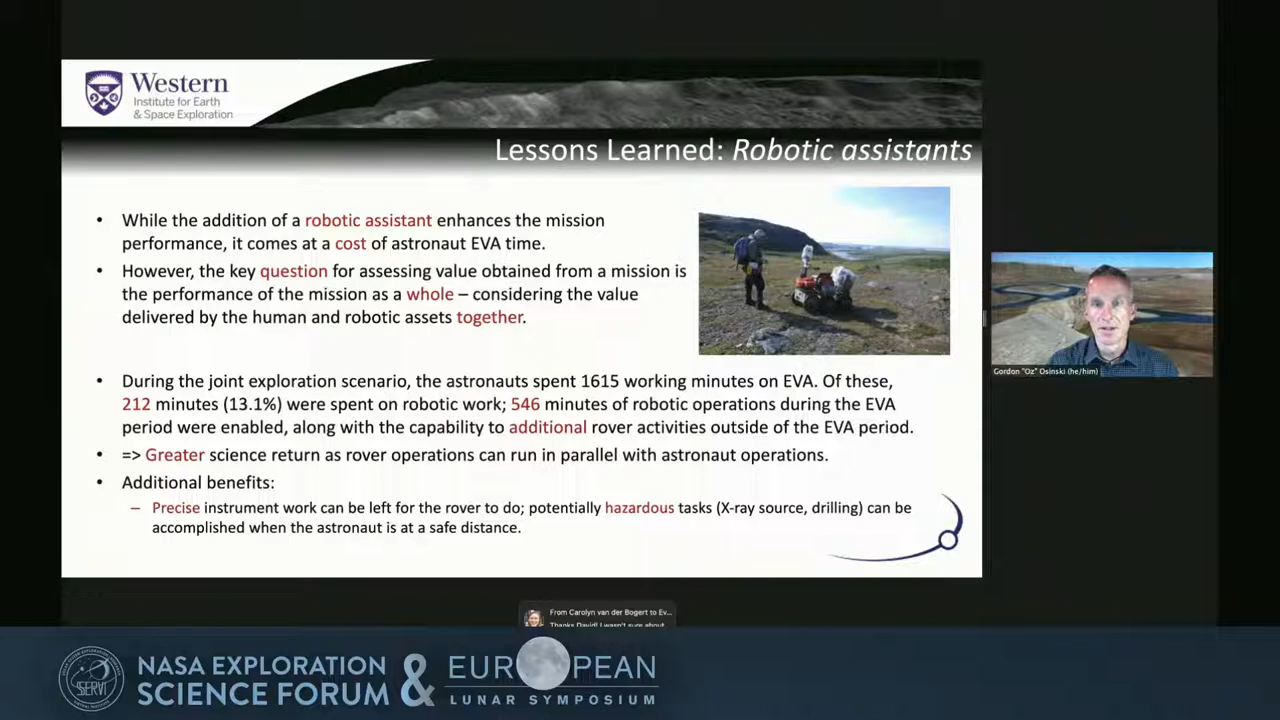 Western
Institute for Earth
& Space Exploration
Lessons Learned: Robotic assistants
• While the addition of a robotic assistant enhances the mission
performance, it comes at a cost of astronaut EVA time.
• However, the key question for assessing value obtained from a mission is
the performance of the mission as a whole – considering the value
delivered by the human and robotic assets together.
• During the joint exploration scenario, the astronauts spent 1615 working minutes on EVA. Of these,
212 minutes (13.1%) were spent on robotic work; 546 minutes of robotic operations during the EVA
period were enabled, along with the capability to additional rover activities outside of the EVA period.
• => Greater science return as rover operations can run in parallel with astronaut operations.
• Additional benefits:
– Precise instrument work can be left for the rover to do; potentially hazardous tasks (X-ray source, drilling) can be
accomplished when the astronaut is at a safe distance.
Gordon "Oz" Osinski (he/him)
From Carolyn van der Bogert to Ev...
Thanks David! I wasn't sure about
SSERVI
NASA EXPLORATION
SCIENCE FORUM
&
EUROPEAN
LUNAR SYMPOSIUM